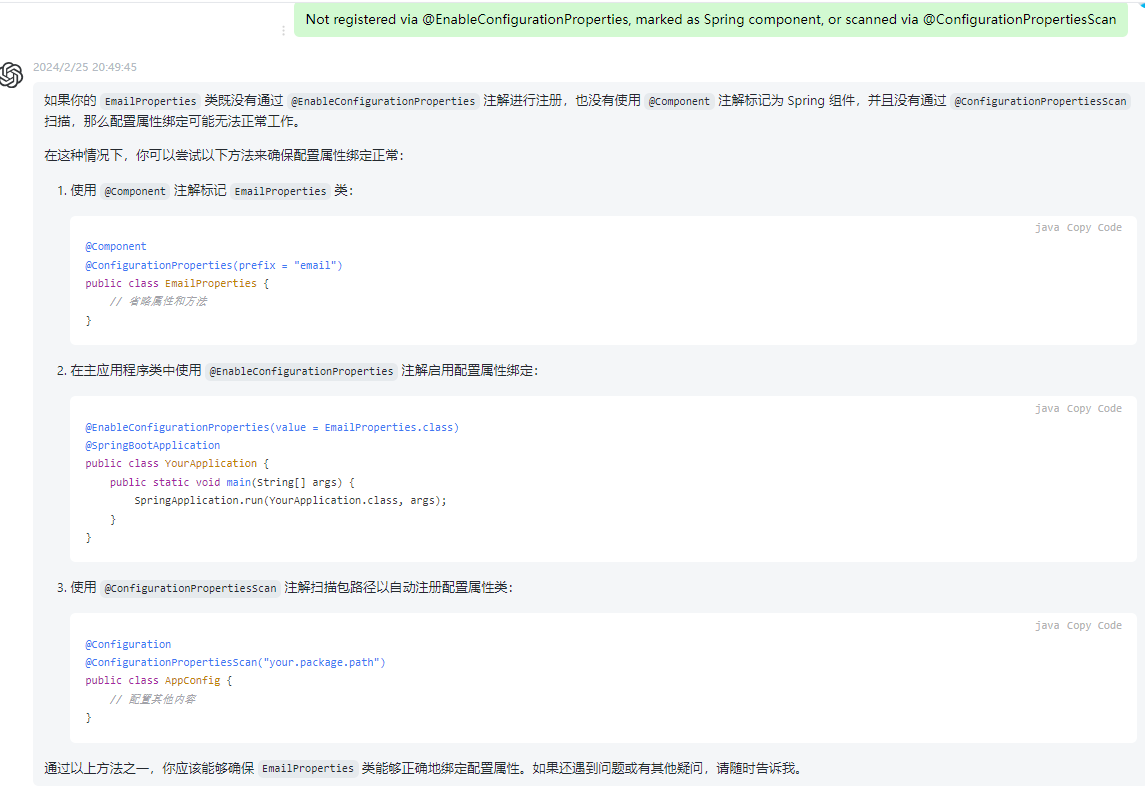 Not registered via @EnableConfigurationProperties, marked as Spring component, or scanned via @ConfigurationPropertiesScan
2024/2/25 20:49:45
如果你的 EmailProperties 类既没有通过 @EnableConfigurationProperties 注解进行注册，也没有使用 @Component 注解标记为 Spring 组件，并且没有通过 @ConfigurationPropertiesScan
扫描，那么配置属性绑定可能无法正常工作。
在这种情况下，你可以尝试以下方法来确保配置属性绑定正常：
1. 使用 @Component 注解标记 EmailProperties 类：
java Copy Code
@Component
@ConfigurationProperties(prefix = "email")
public class EmailProperties {
    // 省略属性和方法
}
2. 在主应用程序类中使用 @EnableConfigurationProperties 注解启用配置属性绑定：
java Copy Code
@EnableConfigurationProperties(value = EmailProperties.class)
@SpringBootApplication
public class YourApplication {
    public static void main(String[] args) {
        SpringApplication.run(YourApplication.class, args);
    }
}
3. 使用 @ConfigurationPropertiesScan 注解扫描包路径以自动注册配置属性类：
java Copy Code
@Configuration
@ConfigurationPropertiesScan("your.package.path")
public class AppConfig {
    // 配置其他内容
}
通过以上方法之一，你应该能够确保 EmailProperties 类能够正确地绑定配置属性。如果还遇到问题或有其他疑问，请随时告诉我。